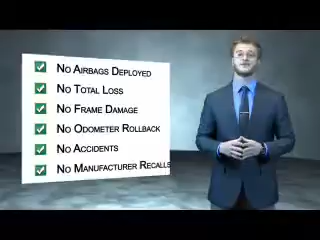 No Airbags Deployed
No Total Loss
No Frame Damage
No Odometer Rollback
No Accidents
No Manufacturer Recalls